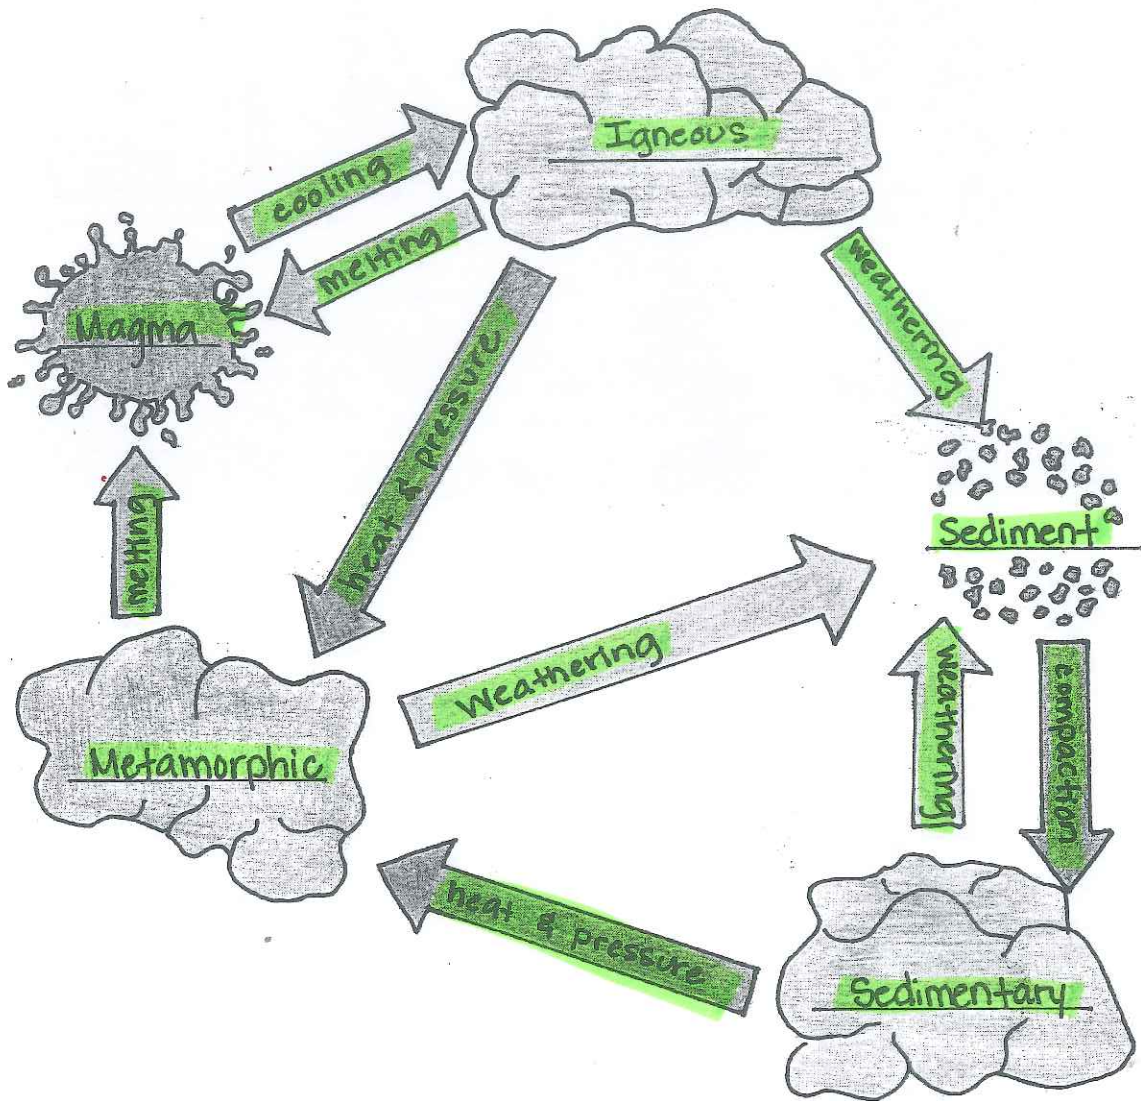 Igneous
cooling
melting
weathering
Magma
heat & pressure
melting
Sediment
Weathering
Weathering
compaction
Metamorphic
heat & pressure
Sedimentary